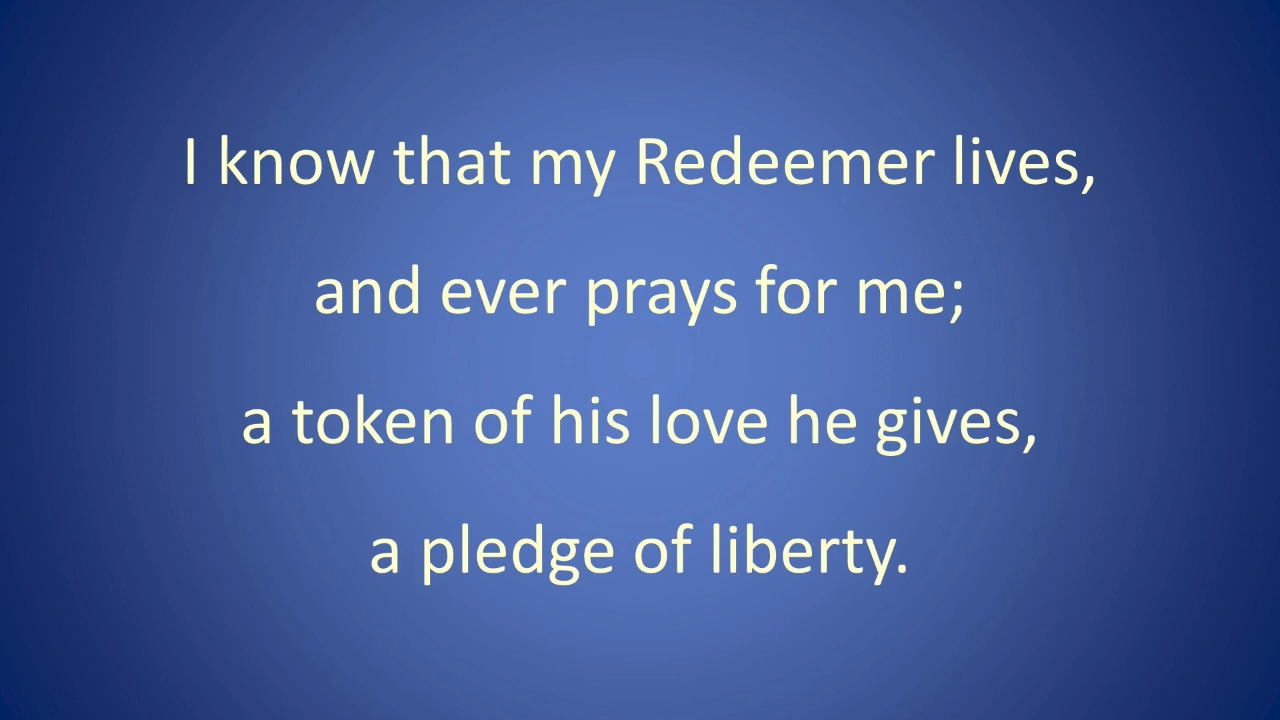 I know that my Redeemer lives,
and ever prays for me;
a token of his love he gives,
a pledge of liberty.